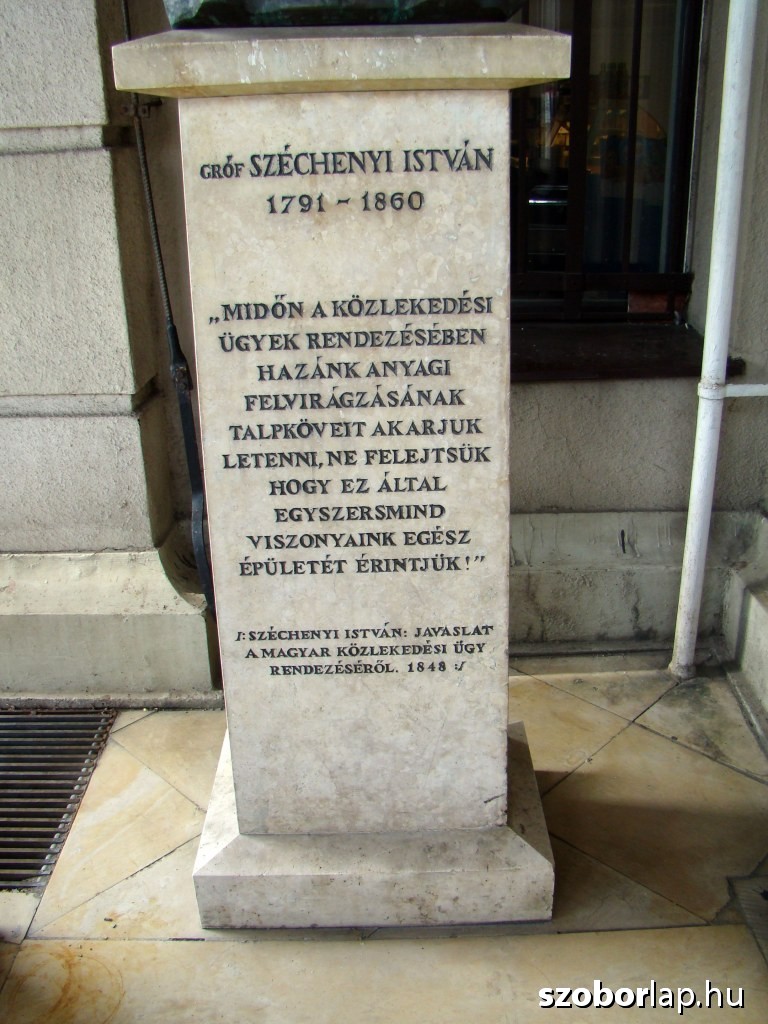 GRÓF SZÉCHENYI ISTVÁN
1791 - 1860
„MIDŐN A KÖZLEKEDÉSI
ÜGYEK RENDEZÉSÉBEN
HAZÁNK ANYAGI
FELVIRÁGZÁSÁNAK
TALPKÖVEIT AKARJUK
LETENNI, NE FELEJTSÜK
HOGY EZ ÁLTAL
EGYSZERSMIND
VISZONYAINK EGÉSZ
ÉPÜLETÉT ÉRINTJÜK!”
/: SZÉCHENYI ISTVÁN: JAVASLAT
A MAGYAR KÖZLEKEDÉSI ÜGY
RENDEZÉSÉRŐL. 1848 :/
szoborlap.hu